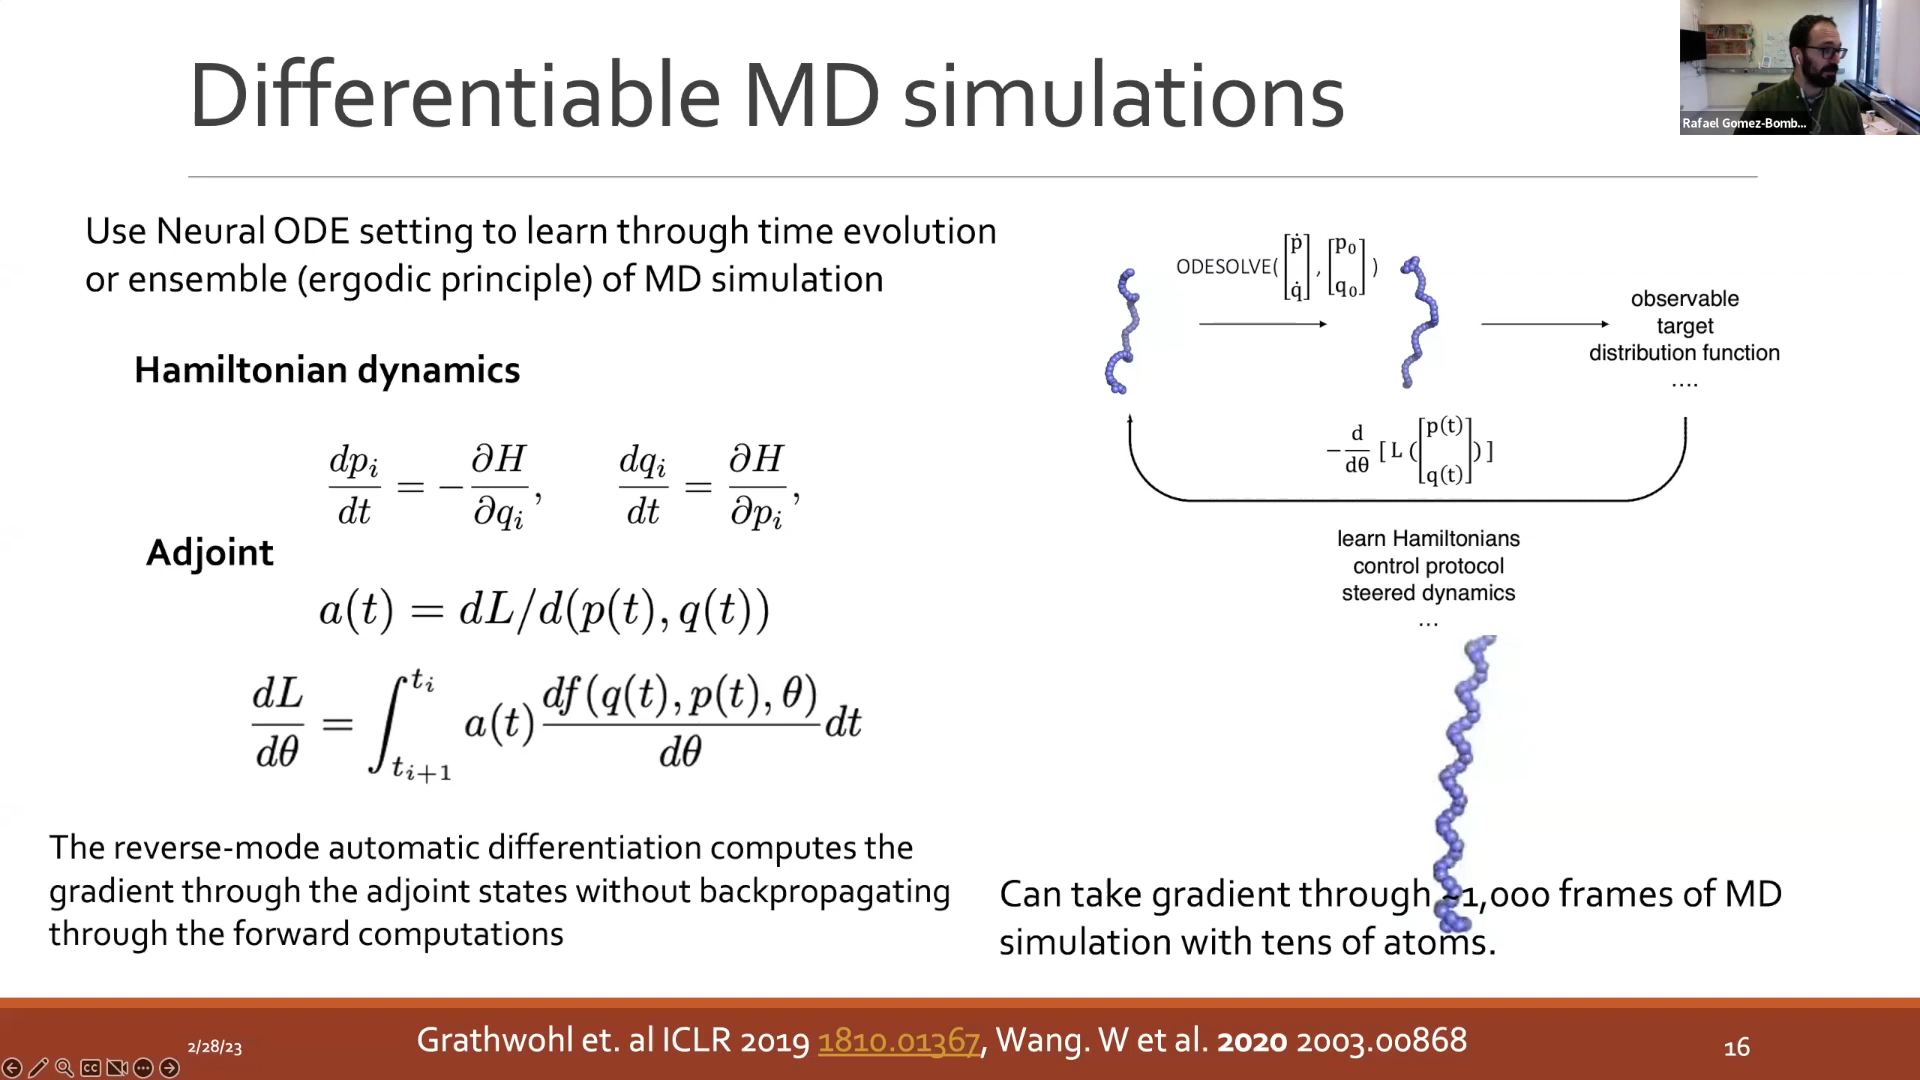 Differentiable MD simulations
Rafael Gomez-Bomb...
Use Neural ODE setting to learn through time evolution
or ensemble (ergodic principle) of MD simulation
Hamiltonian dynamics
dp_i/dt = −∂H/∂q_i, dq_i/dt = ∂H/∂p_i,
Adjoint
a(t) = dL/d(p(t), q(t))
dL/dθ = ∫_{t_{i+1}}^{t_i} a(t) df(q(t), p(t), θ)/dθ dt
The reverse-mode automatic differentiation computes the
gradient through the adjoint states without backpropagating
through the forward computations
ODESOLVE([ṗ q̇], [p₀ q₀])
observable
target
distribution function
....
− d/dθ [L([p(t) q(t)])]
learn Hamiltonians
control protocol
steered dynamics
...
Can take gradient through ~1,000 frames of MD
simulation with tens of atoms.
2/28/23
Grathwohl et. al ICLR 2019 1810.01367, Wang. W et al. 2020 2003.00868
16
CC